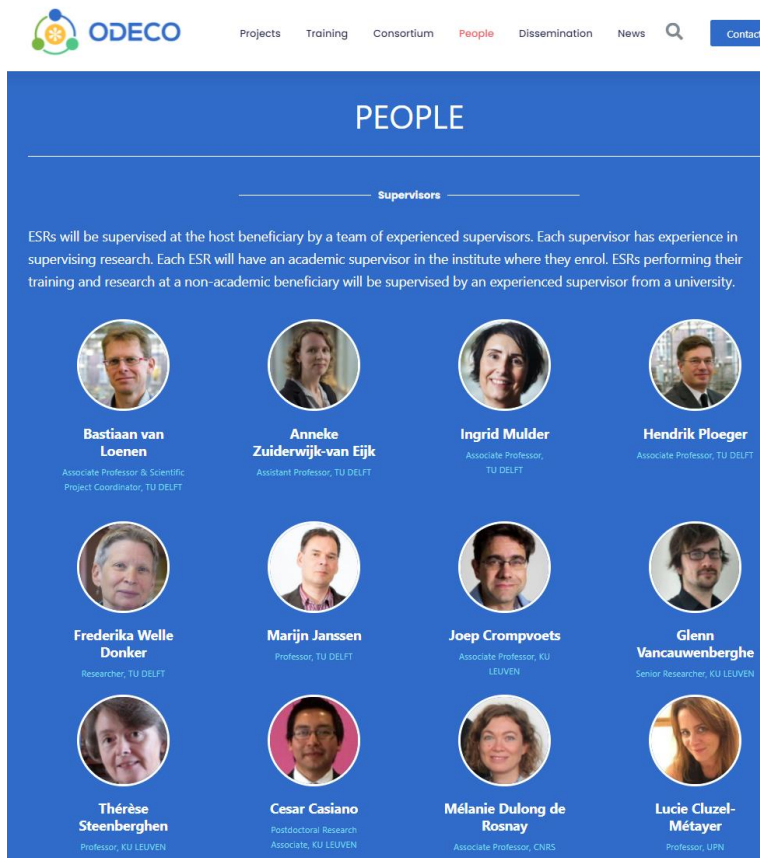 ODECO
Projects Training Consortium People Dissemination News Contact
PEOPLE
Supervisors
ESRs will be supervised at the host beneficiary by a team of experienced supervisors. Each supervisor has experience in
supervising research. Each ESR will have an academic supervisor in the institute where they enrol. ESRs performing their
training and research at a non-academic beneficiary will be supervised by an experienced supervisor from a university.
Bastiaan van
Loenen
Associate Professor & Scientific
Project Coordinator, TU DELFT
Anneke
Zuiderwijk-van Eijk
Assistant Professor, TU DELFT
Ingrid Mulder
Associate Professor,
TU DELFT
Hendrik Ploeger
Associate Professor, TU DELFT
Frederika Welle
Donker
Researcher, TU DELFT
Marijn Janssen
Professor, TU DELFT
Joep Crompvoets
Associate Professor, KU
LEUVEN
Glenn
Vancauwenberghe
Senior Researcher, KU LEUVEN
Thérèse
Steenberghen
Professor, KU LEUVEN
Cesar Casiano
Postdoctoral Research
Associate, KU LEUVEN
Mélanie Dulong de
Rosnay
Associate Professor, CNRS
Lucie Cluzel-
Métayer
Professor, UPN